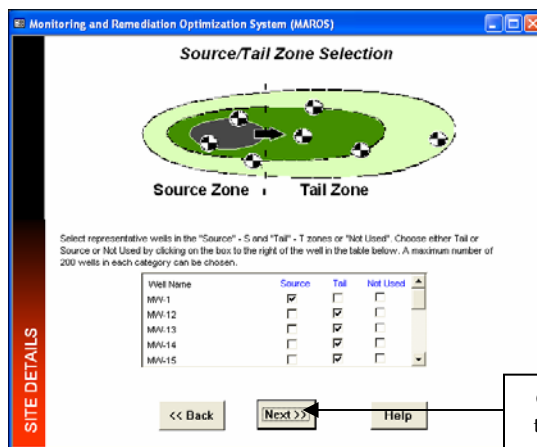 Monitoring and Remediation Optimization System (MAROS)
Source/Tail Zone Selection
Source Zone Tail Zone
Select representative wells in the "Source" - S and "Tail" - T zones or "Not Used". Choose either Tail or
Source or Not Used by clicking on the box to the right of the well in the table below. A maximum number of
200 wells in each category can be chosen.
Well Name Source Tail Not Used
MW-1
MW-12
MW-13
MW-14
MW-15
SITE DETAILS
<< Back Next >> Help